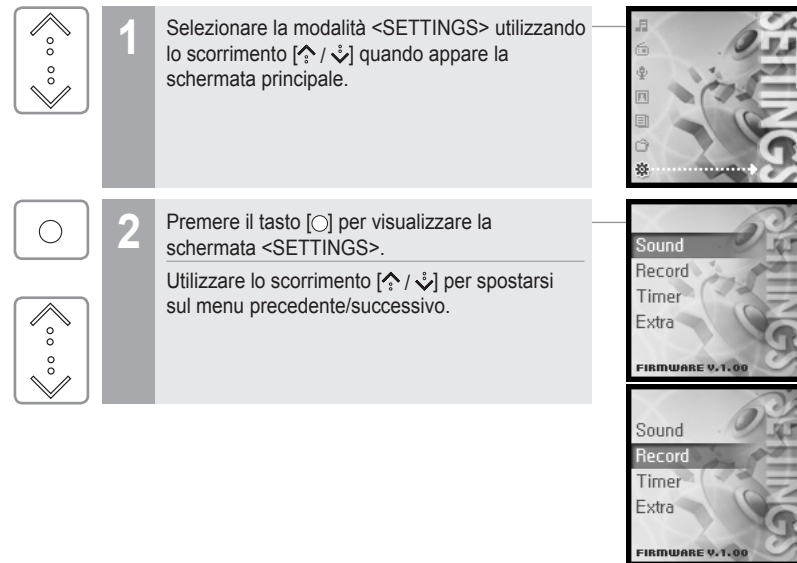 1
Selezionare la modalità <SETTINGS> utilizzando
lo scorrimento [ / ] quando appare la
schermata principale.
SETTINGS
2
Premere il tasto [○] per visualizzare la
schermata <SETTINGS>.
Utilizzare lo scorrimento [ / ] per spostarsi
sul menu precedente/successivo.
Sound
Record
Timer
Extra
FIRMWARE V.1.00
SETTINGS
Sound
Record
Timer
Extra
FIRMWARE V.1.00
SETTINGS